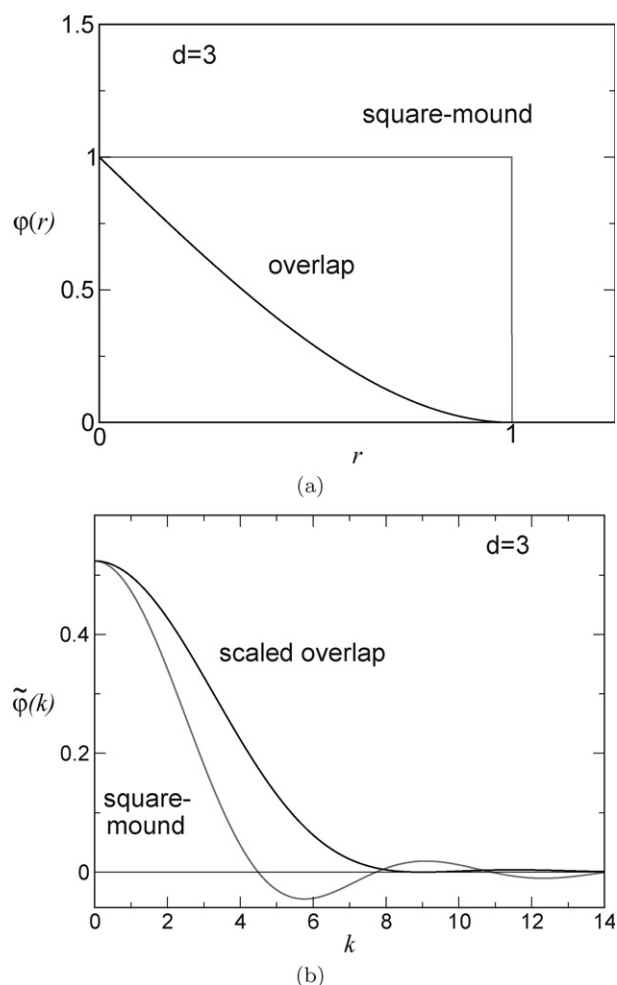 1.5
d=3
square-mound
1
φ(r)
overlap
0.5
0
0
1
r
(a)
d=3
0.4
scaled overlap
φ̃(k)
0.2
square-
mound
0
0
2
4
6
8
10
12
14
k
(b)